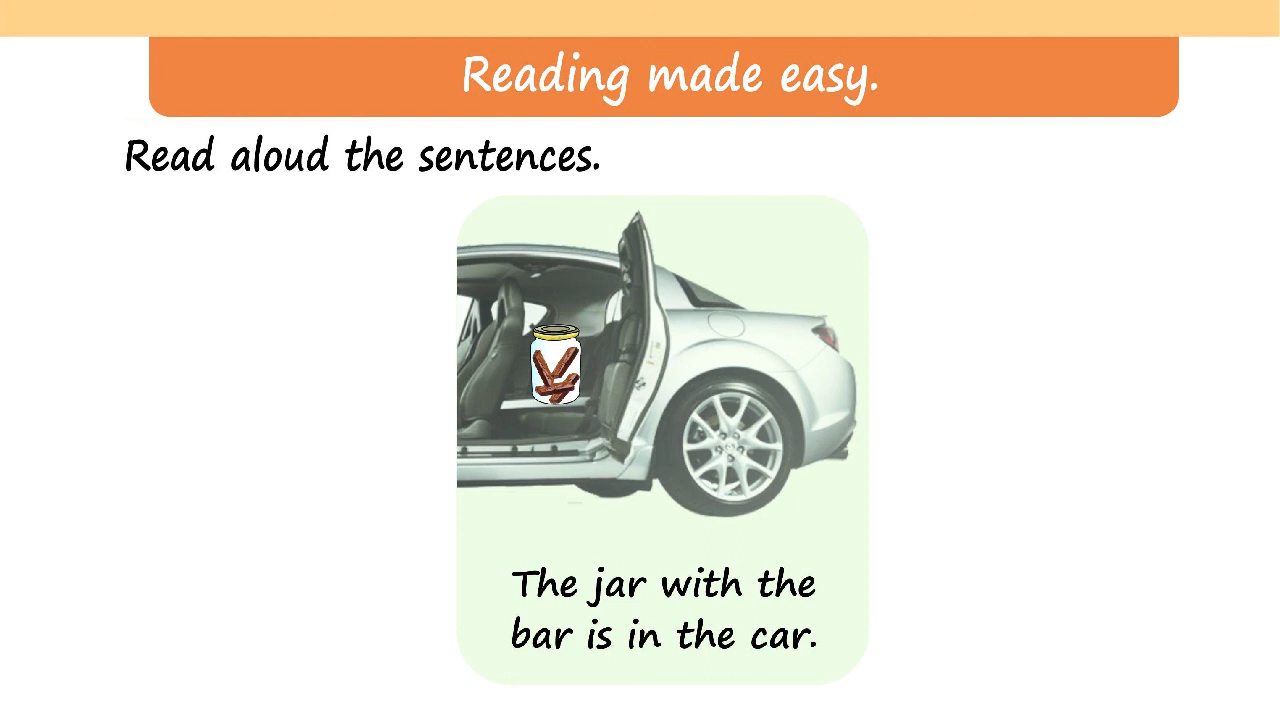 Reading made easy.
Read aloud the sentences.
The jar with the
bar is in the car.